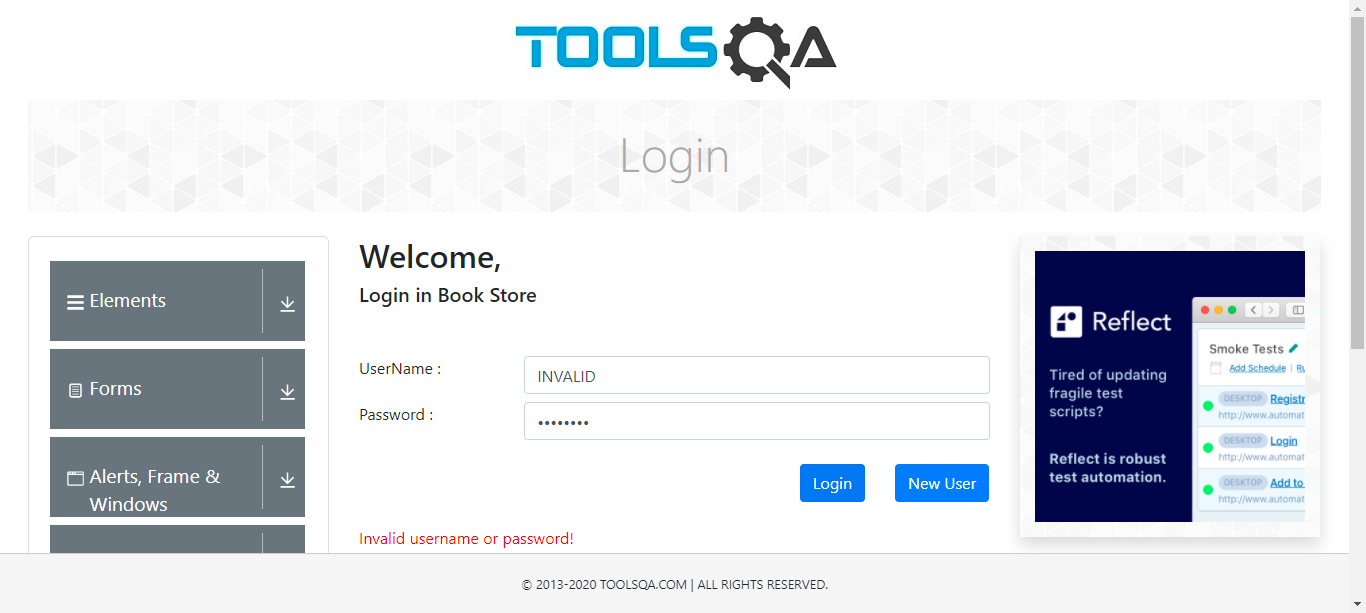 TOOLSQA
Login
Elements
Forms
Alerts, Frame &
Windows
Welcome,
Login in Book Store
UserName :
INVALID
Password :
••••••••
Login
New User
Invalid username or password!
Reflect
Tired of updating
fragile test
scripts?
Reflect is robust
test automation.
Smoke Tests
Add Schedule | Ru
DESKTOP Registr
http://www.automat
DESKTOP Login
http://www.automat
DESKTOP Add to
http://www.automat
© 2013-2020 TOOLSQA.COM | ALL RIGHTS RESERVED.